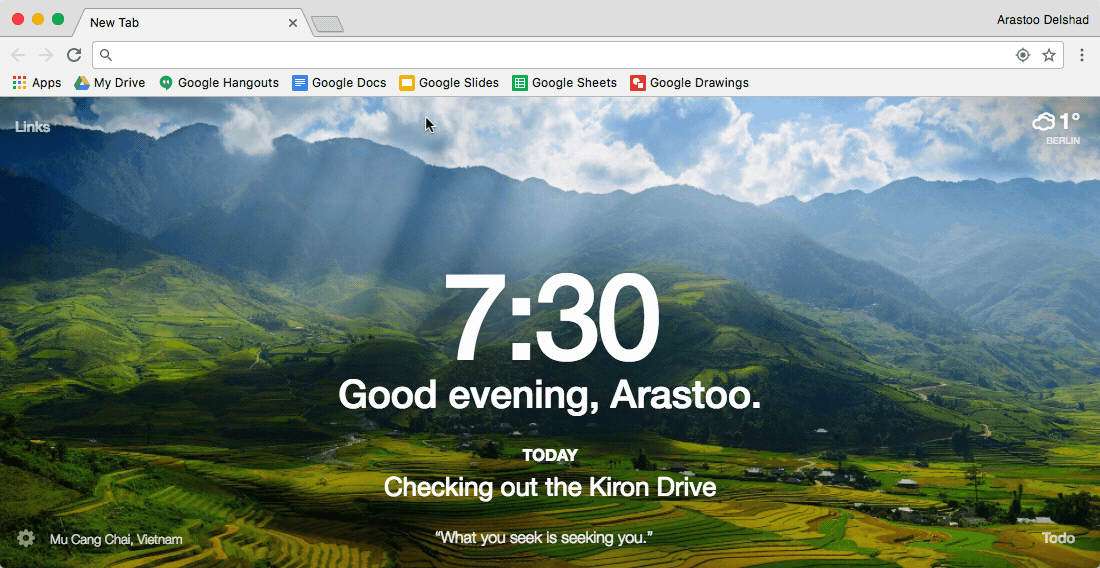 New Tab
Arastoo Delshad
Apps My Drive Google Hangouts Google Docs Google Slides Google Sheets Google Drawings
Links
1°
BERLIN
7:30
Good evening, Arastoo.
TODAY
Checking out the Kiron Drive
Mu Cang Chai, Vietnam
“What you seek is seeking you.”
Todo